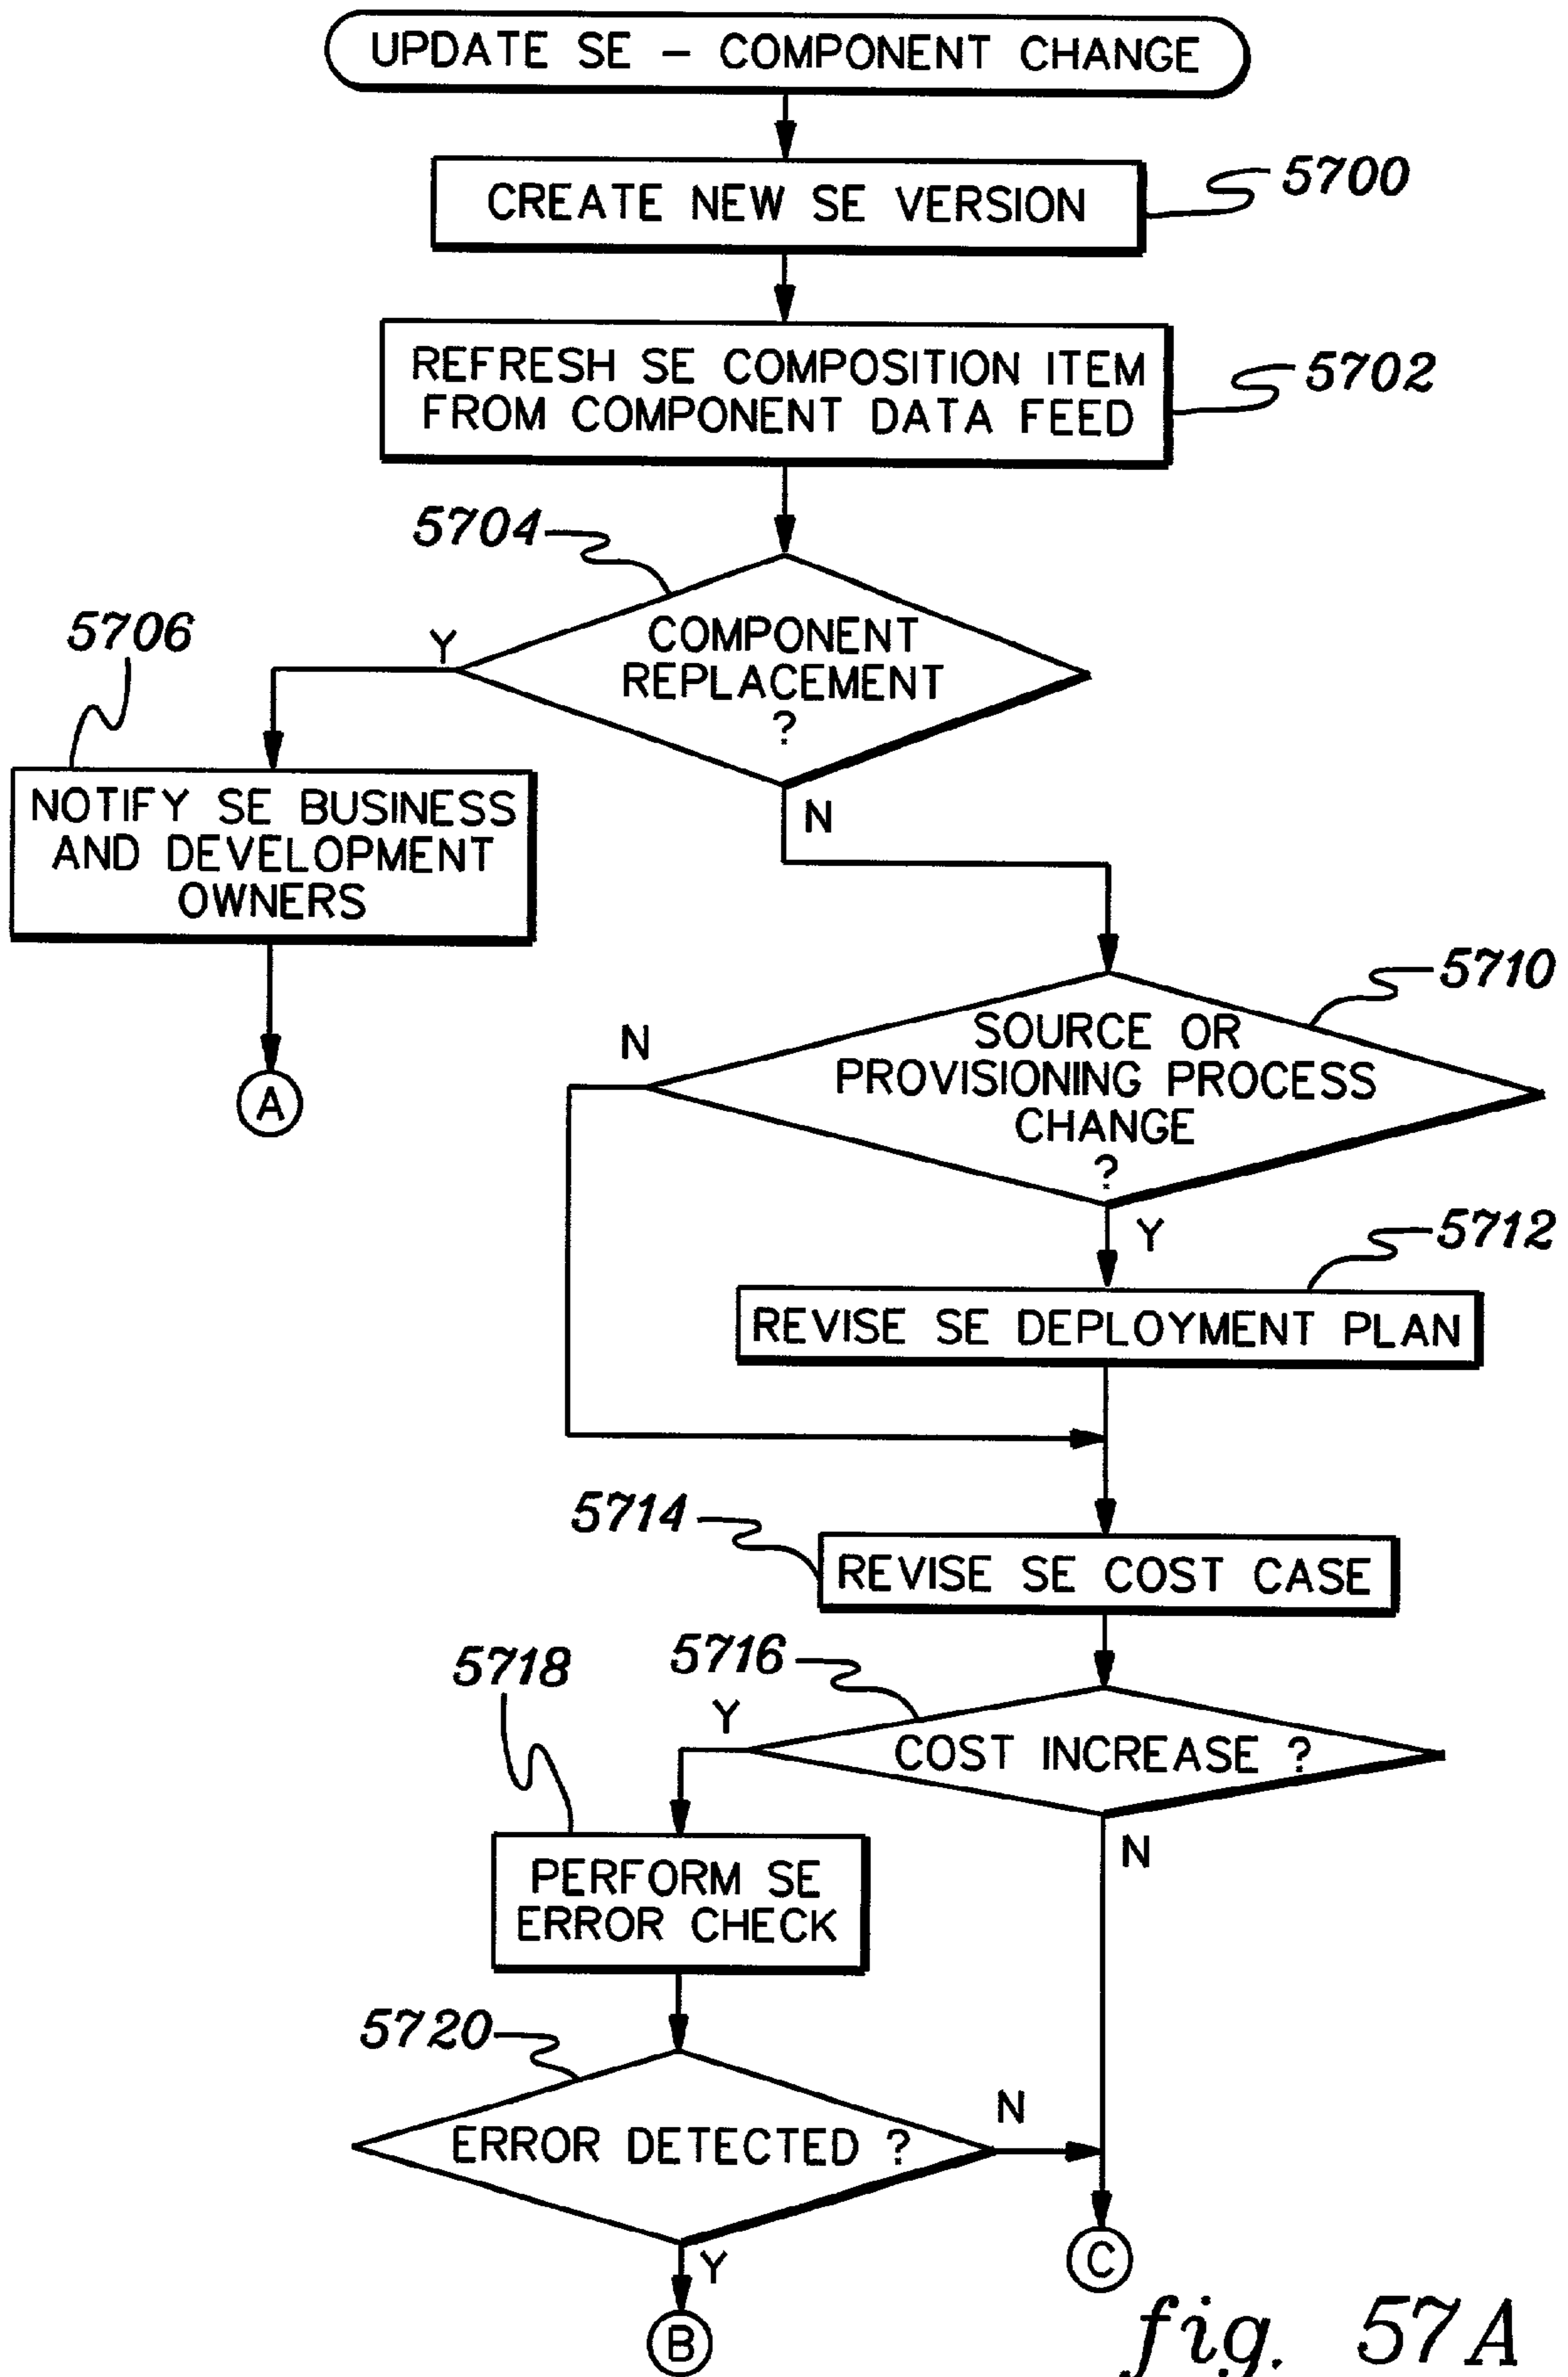 UPDATE SE – COMPONENT CHANGE
CREATE NEW SE VERSION
5700
REFRESH SE COMPOSITION ITEM
FROM COMPONENT DATA FEED
5702
5704
COMPONENT
REPLACEMENT
?
Y
N
5706
NOTIFY SE BUSINESS
AND DEVELOPMENT
OWNERS
A
5710
SOURCE OR
PROVISIONING PROCESS
CHANGE
?
N
Y
5712
REVISE SE DEPLOYMENT PLAN
5714
REVISE SE COST CASE
5716
COST INCREASE ?
Y
N
5718
PERFORM SE
ERROR CHECK
5720
ERROR DETECTED ?
N
Y
C
B
fig. 57A